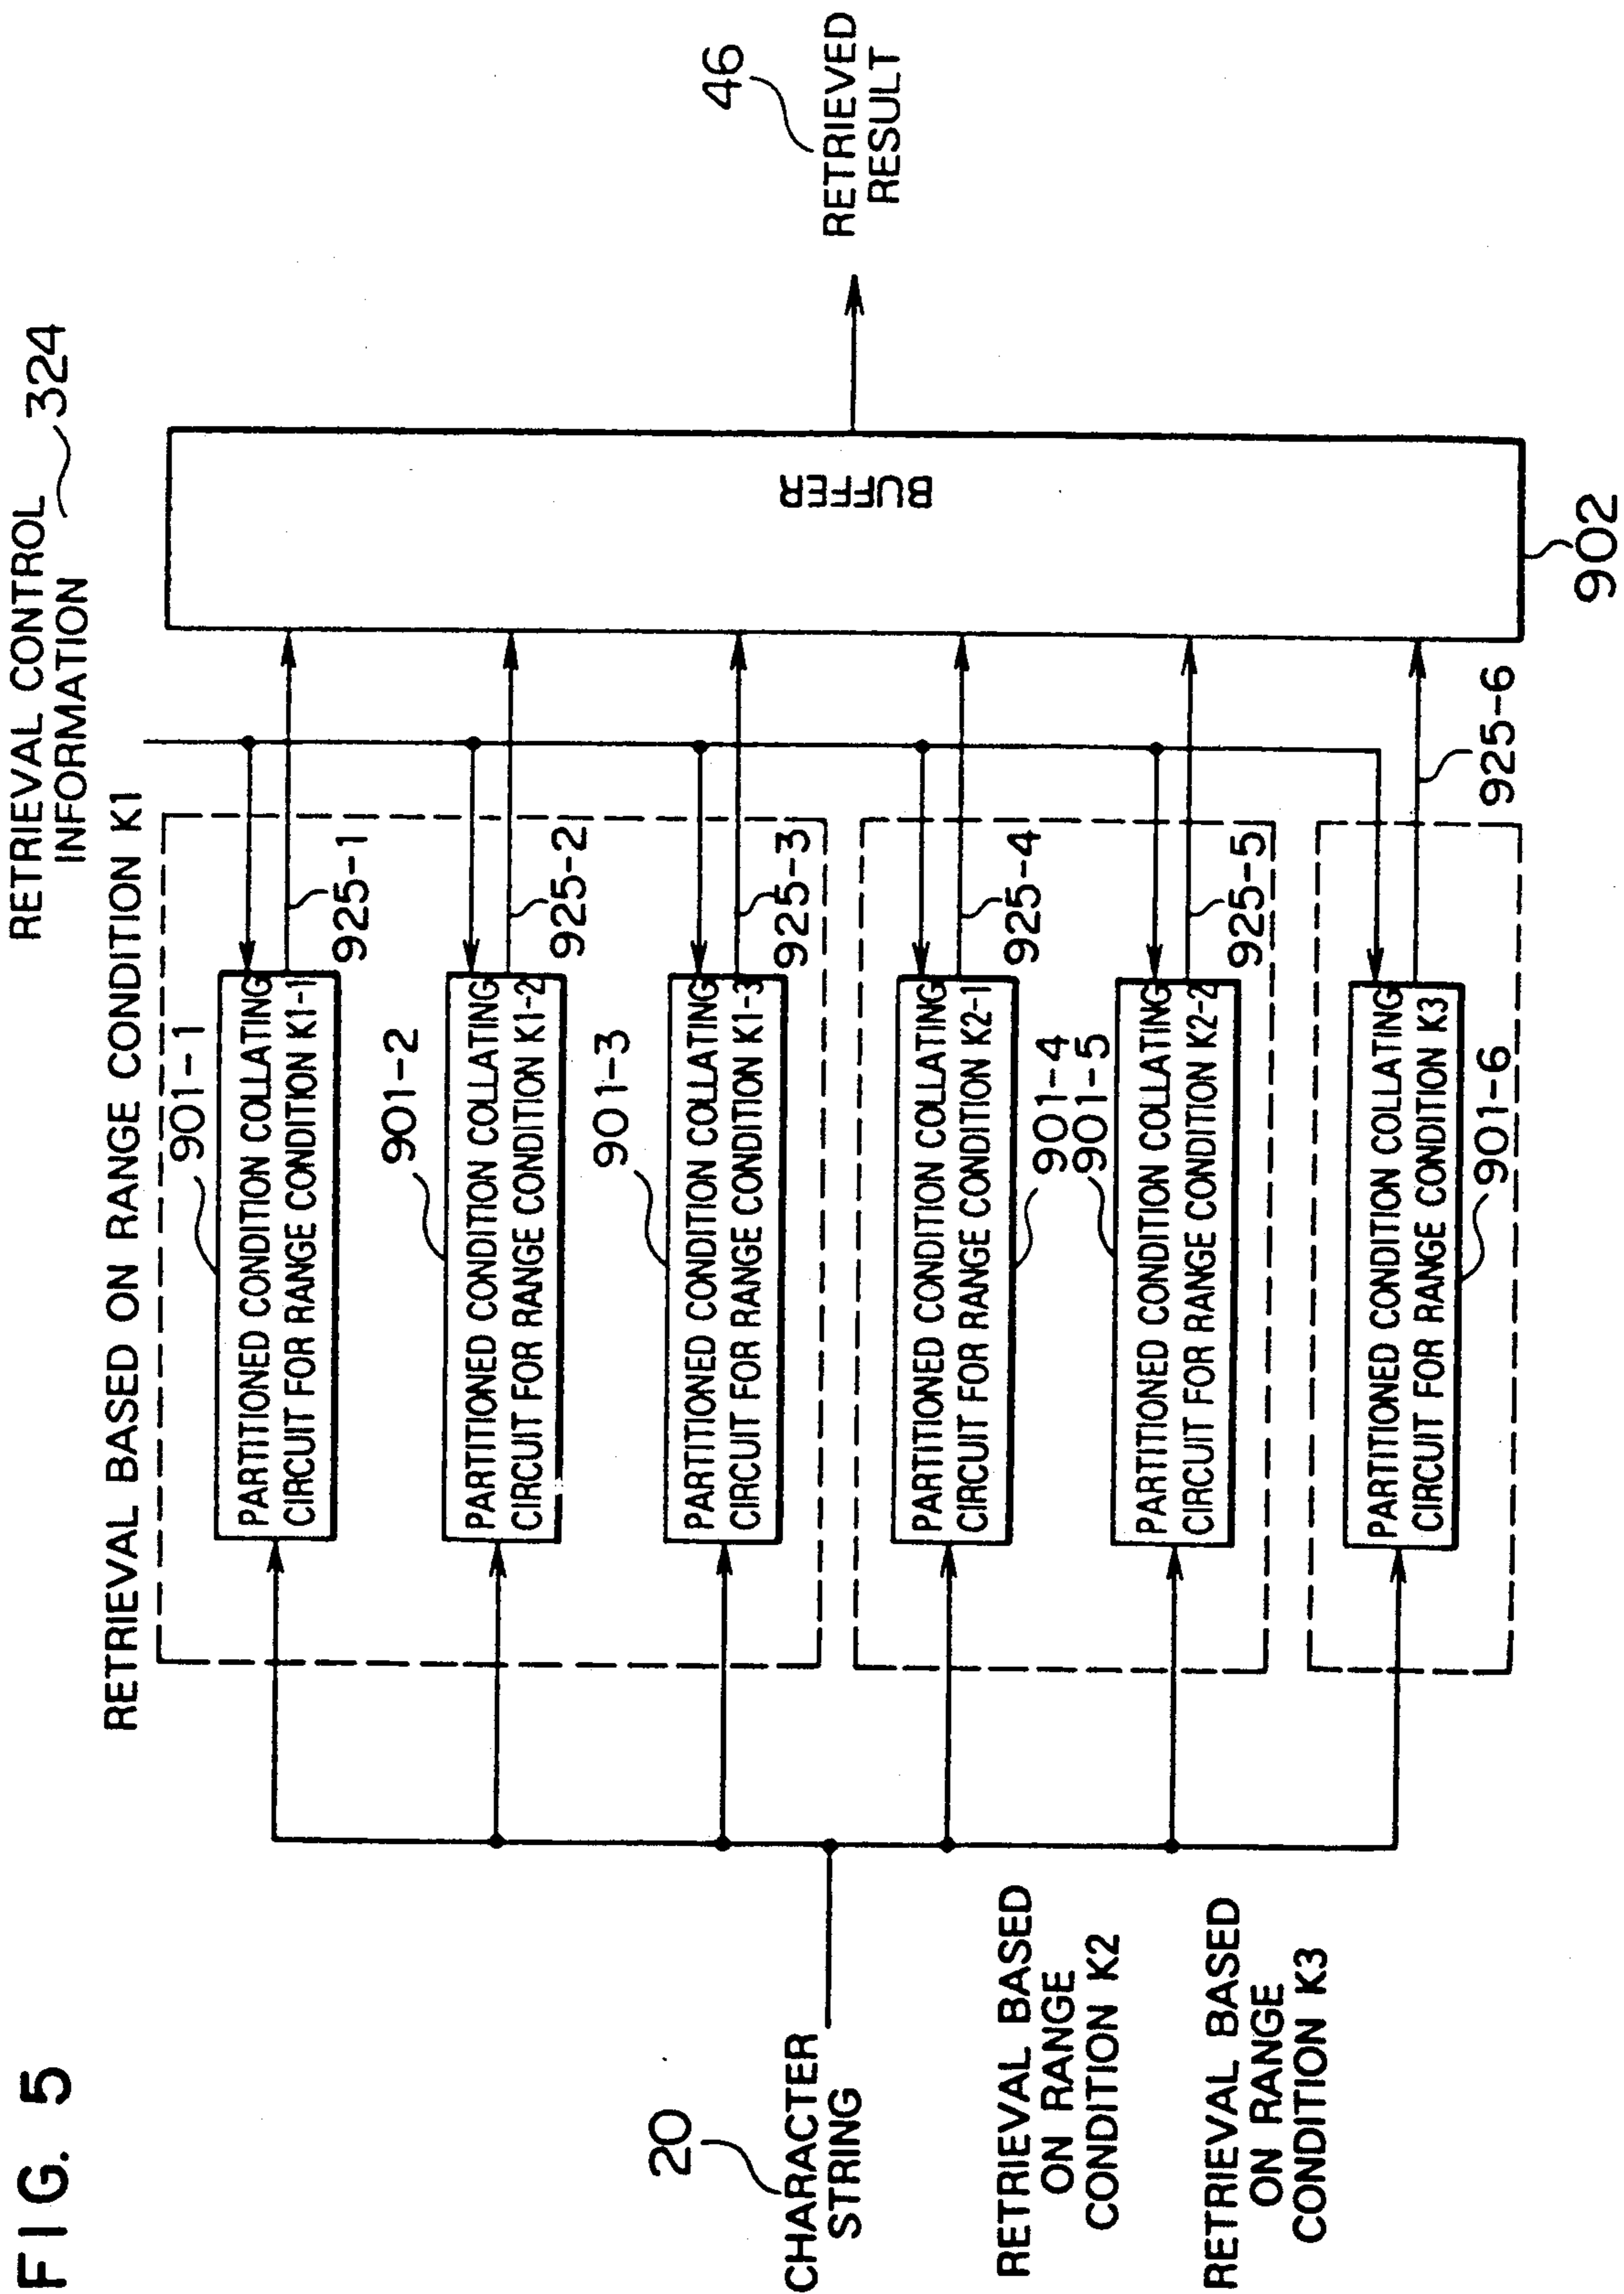 FIG. 5
RETRIEVAL CONTROL
INFORMATION
324
RETRIEVAL BASED ON RANGE CONDITION K1
901-1
PARTITIONED CONDITION COLLATING
CIRCUIT FOR RANGE CONDITION K1-1
925-1
901-2
PARTITIONED CONDITION COLLATING
CIRCUIT FOR RANGE CONDITION K1-2
925-2
901-3
PARTITIONED CONDITION COLLATING
CIRCUIT FOR RANGE CONDITION K1-3
925-3
20
CHARACTER
STRING
BUFFER
46
RETRIEVED
RESULT
PARTITIONED CONDITION COLLATING
CIRCUIT FOR RANGE CONDITION K2-1
925-4
901-4
901-5
PARTITIONED CONDITION COLLATING
CIRCUIT FOR RANGE CONDITION K2-2
925-5
RETRIEVAL BASED
ON RANGE
CONDITION K2
PARTITIONED CONDITION COLLATING
CIRCUIT FOR RANGE CONDITION K3
901-6
925-6
RETRIEVAL BASED
ON RANGE
CONDITION K3
902